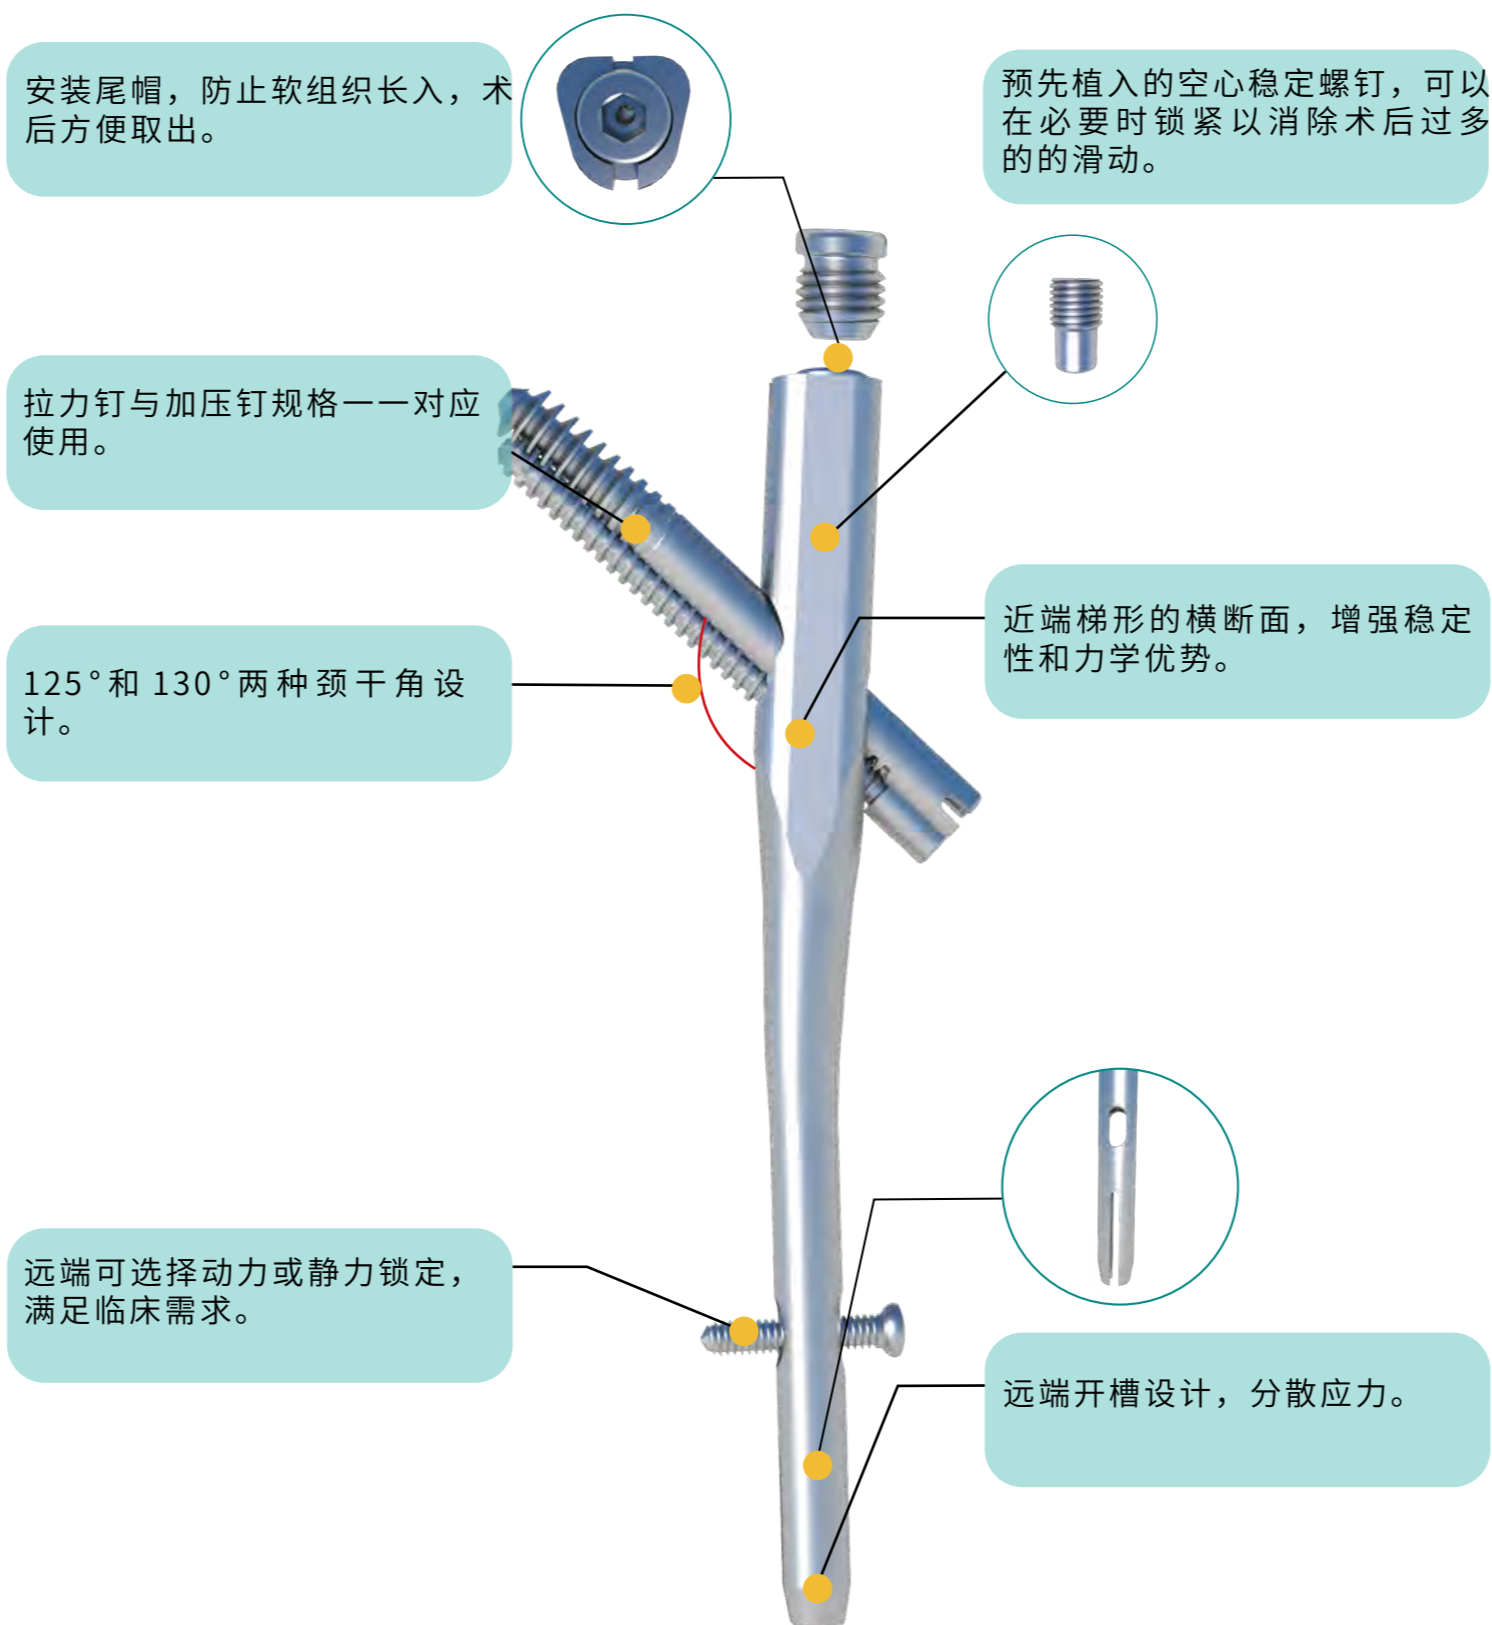 安装尾帽，防止软组织长入，术
后方便取出。
预先植入的空心稳定螺钉，可以
在必要时锁紧以消除术后过多
的的滑动。
拉力钉与加压钉规格一一对应
使用。
近端梯形的横断面，增强稳定
性和力学优势。
125°和 130°两种颈干角设
计。
远端可选择动力或静力锁定，
满足临床需求。
远端开槽设计，分散应力。